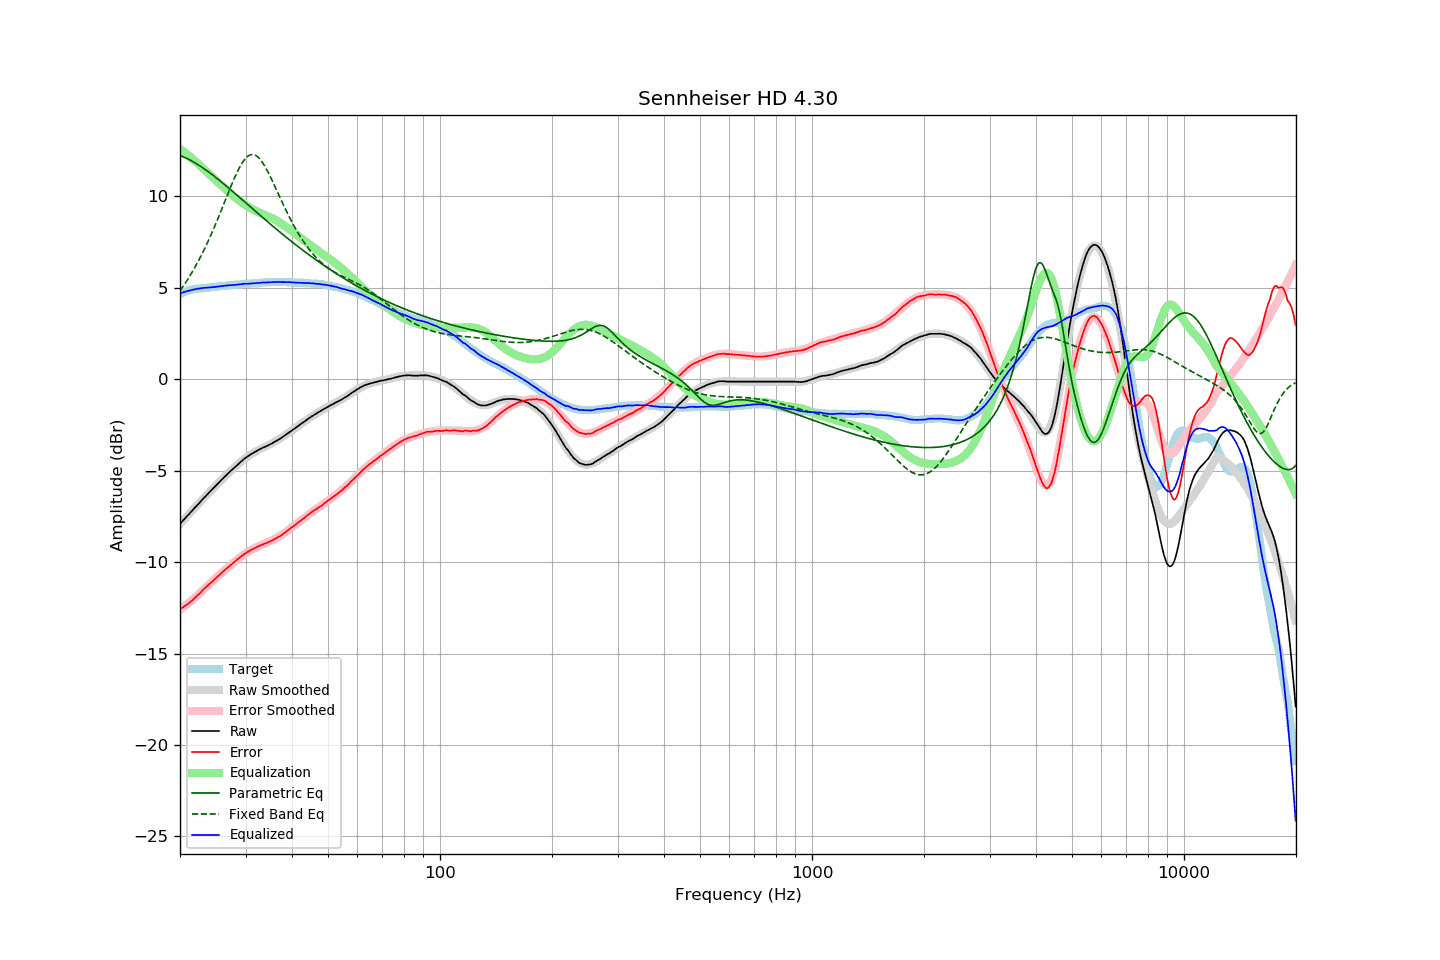 Sennheiser HD 4.30
Amplitude (dBr)
10
5
0
−5
−10
−15
−20
−25
Target
Raw Smoothed
Error Smoothed
Raw
Error
Equalization
Parametric Eq
Fixed Band Eq
Equalized
100
1000
10000
Frequency (Hz)